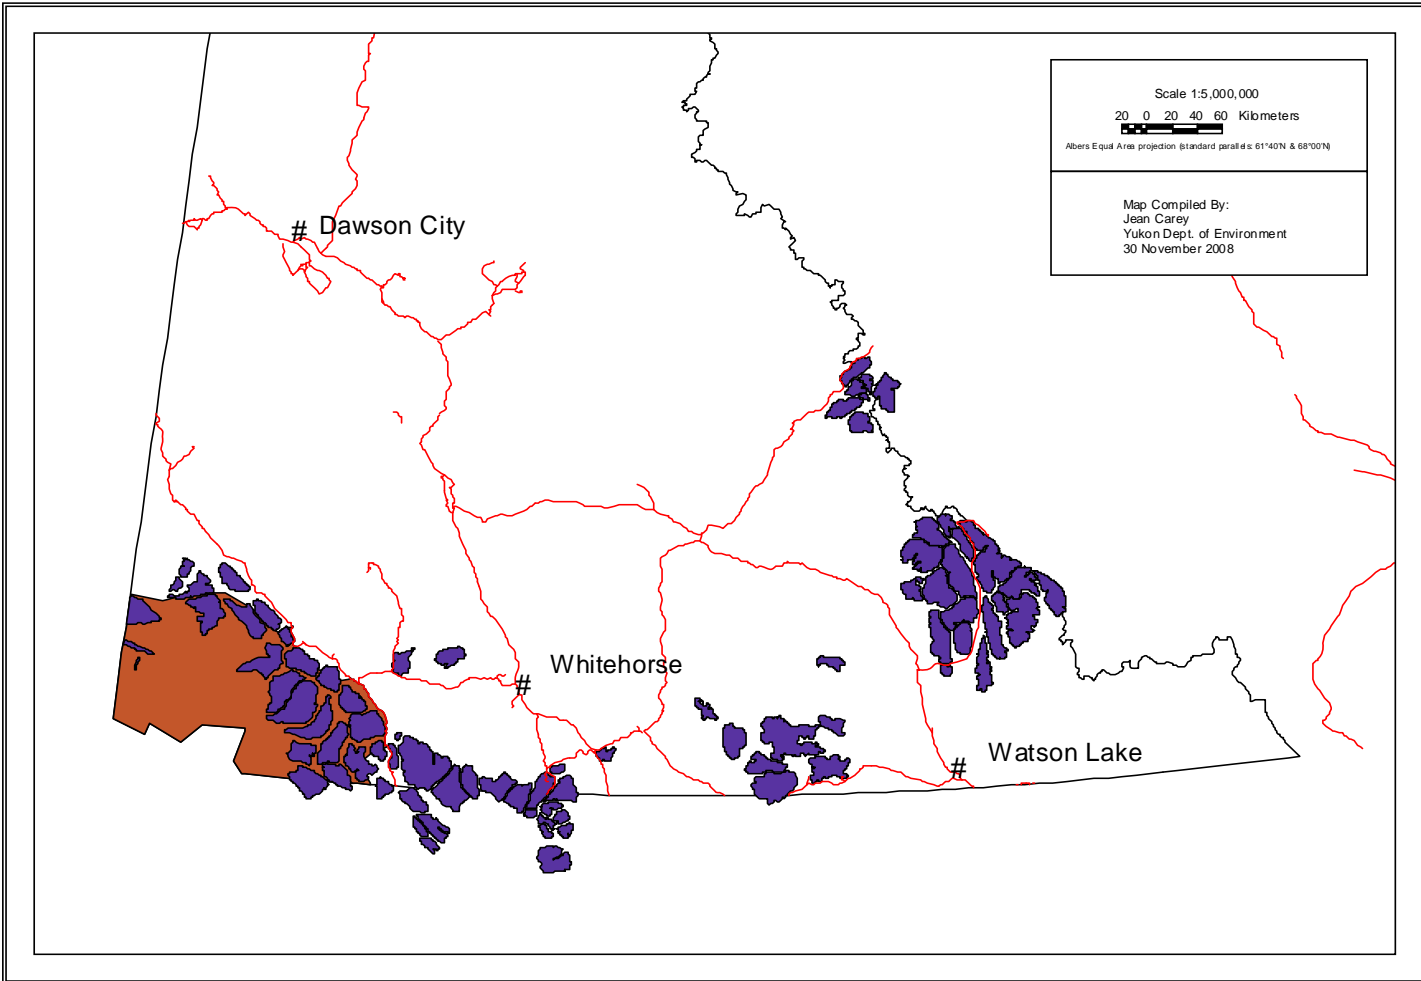 Scale 1:5,000,000
20 0 20 40 60 Kilometers
Albers Equal Area projection (standard parallels: 61°40'N & 68°00'N)
Map Compiled By:
Jean Carey
Yukon Dept. of Environment
30 November 2008
# Dawson City
Whitehorse
#
Watson Lake
#